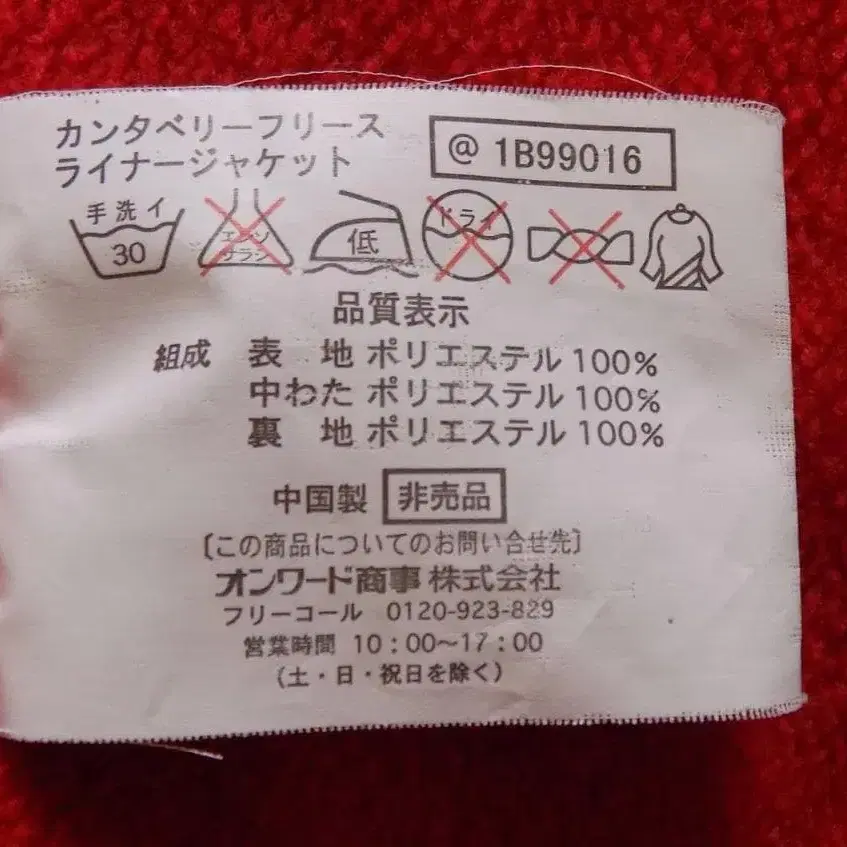 カンタベリーフリース
ライナージャケット
@ 1B99016
手洗イ
30
エンソ
サラシ
低
ドライ
品質表示
組成 表 地 ポリエステル 100%
中わた ポリエステル 100%
裏 地 ポリエステル 100%
中国製 非売品
〔この商品についてのお問い合せ先〕
オンワード商事 株式会社
フリーコール 0120-923-829
営業時間 10:00〜17:00
(土・日・祝日を除く)